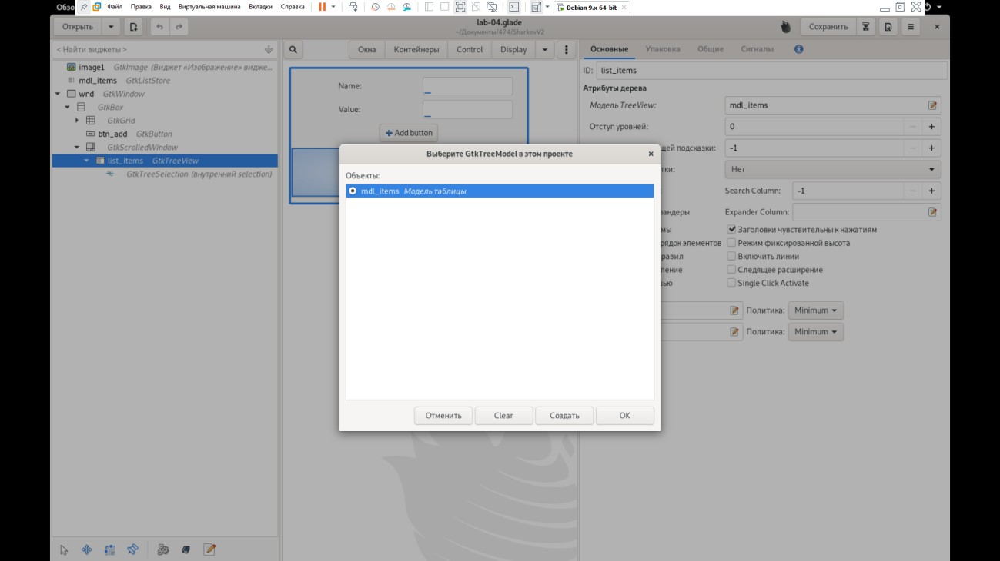 Обзо
Файл Правка Вид Виртуальная машина Вкладки Справка
Debian 9.x 64-bit
Открыть
lab-04.glade
~/Документы/474/SharkovV2
Сохранить
< Найти виджеты >
Окна Контейнеры Control Display
Основные Упаковка Общие Сигналы
image1 GtkImage (Виджет «Изображение» видже...
mdl_items GtkListStore
wnd GtkWindow
GtkBox
GtkGrid
btn_add GtkButton
GtkScrolledWindow
list_items GtkTreeView
GtkTreeSelection (внутренний selection)
Name:
Value:
Add button
ID: list_items
Атрибуты дерева
Модель TreeView: mdl_items
Отступ уровней: 0
щей подсказки: -1
тки: Нет
Search Column: -1
андеры Expander Column:
мы Заголовки чувствительны к нажатиям
рядок элементов Режим фиксированной высота
равил Включить линии
ление Следящее расширение
ью Single Click Activate
Политика: Minimum
Политика: Minimum
Выберите GtkTreeModel в этом проекте
Объекты:
mdl_items Модель таблицы
Отменить Clear Создать OK